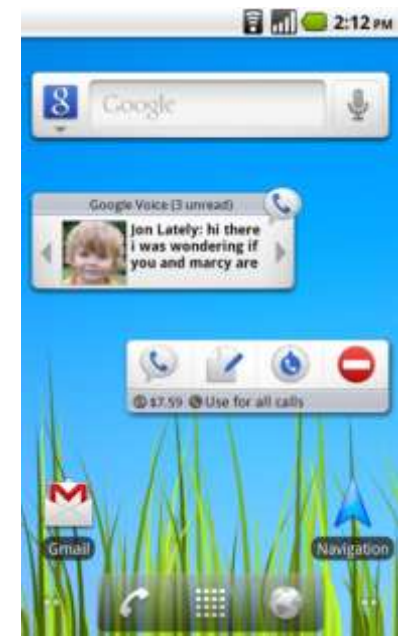 2:12 PM
8
Google
Google Voice (3 unread)
Jon Lately: hi there
i was wondering if
you and marcy are
$7.59 Use for all calls
Gmail
Navigation